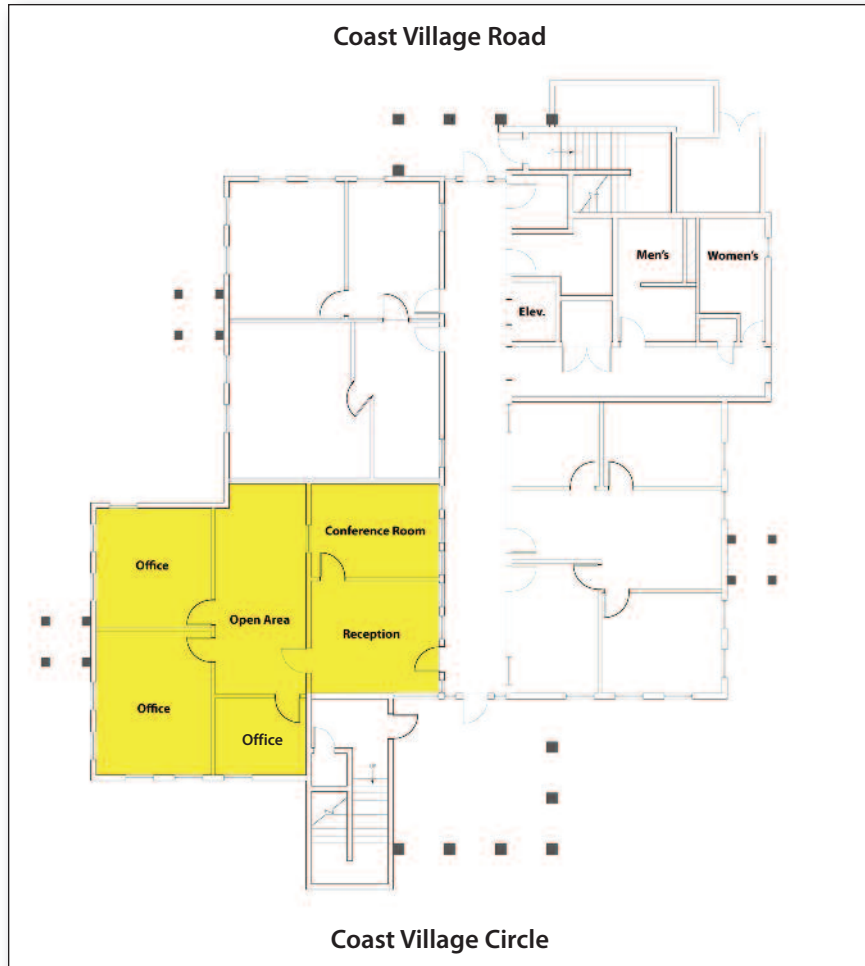 Coast Village Road
Men's
Women's
Elev.
Conference Room
Office
Open Area
Reception
Office
Office
Coast Village Circle